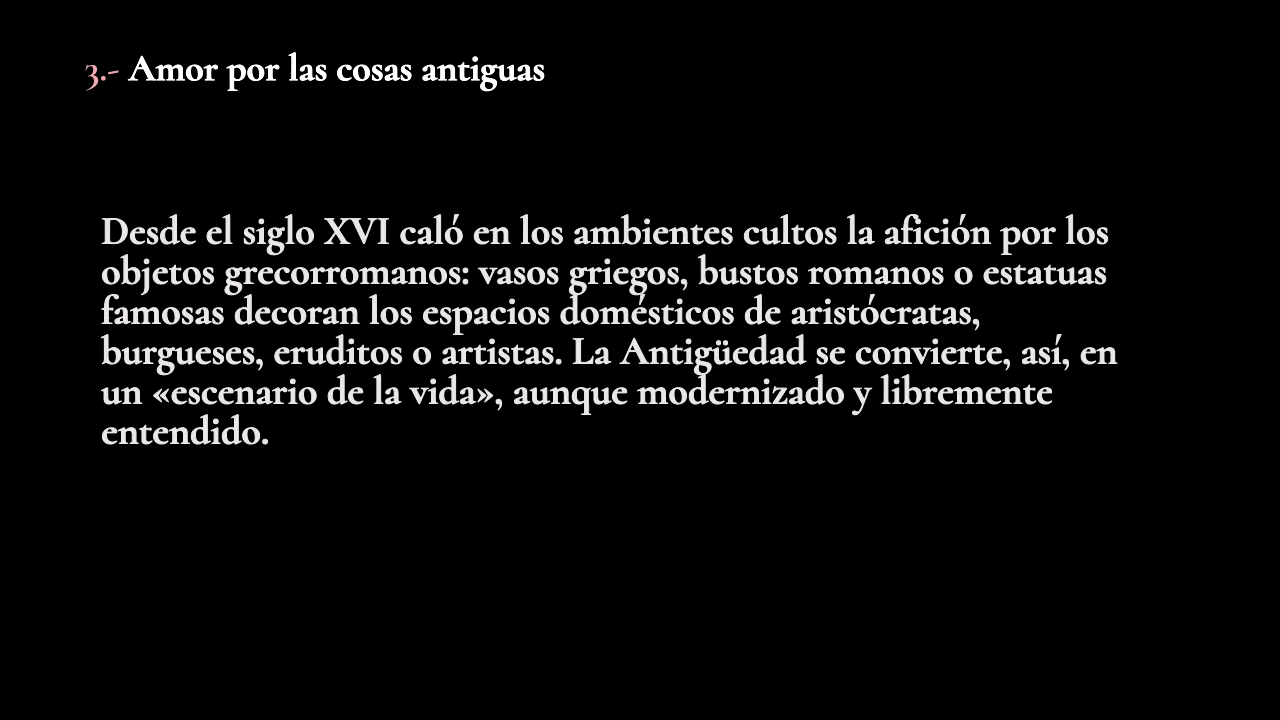 3.- Amor por las cosas antiguas
Desde el siglo XVI caló en los ambientes cultos la afición por los
objetos grecorromanos: vasos griegos, bustos romanos o estatuas
famosas decoran los espacios domésticos de aristócratas,
burgueses, eruditos o artistas. La Antigüedad se convierte, así, en
un «escenario de la vida», aunque modernizado y libremente
entendido.